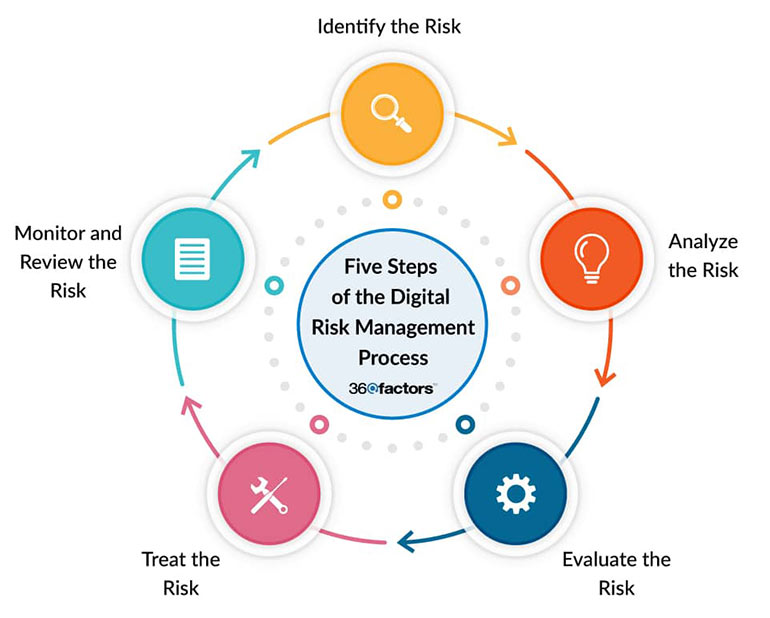 Identify the Risk
Analyze
the Risk
Evaluate the
Risk
Treat the
Risk
Monitor and
Review the
Risk
Five Steps
of the Digital
Risk Management
Process
360factors™